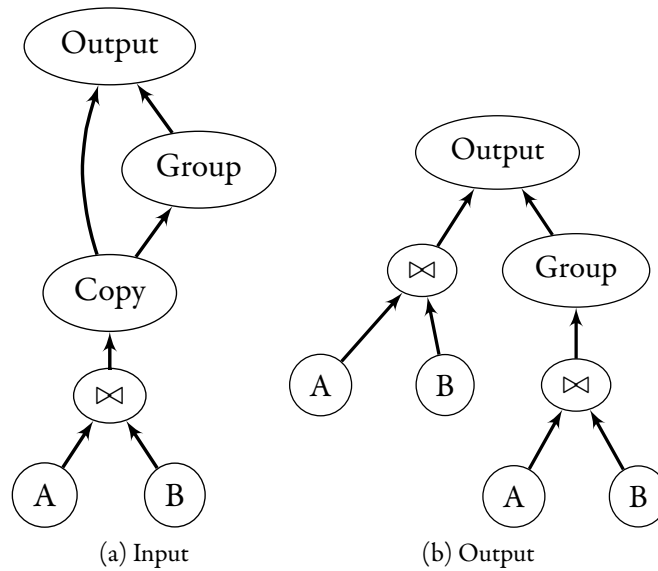 Output
Group
Copy
⋈
A B
(a) Input
Output
⋈
Group
A B
⋈
A B
(b) Output